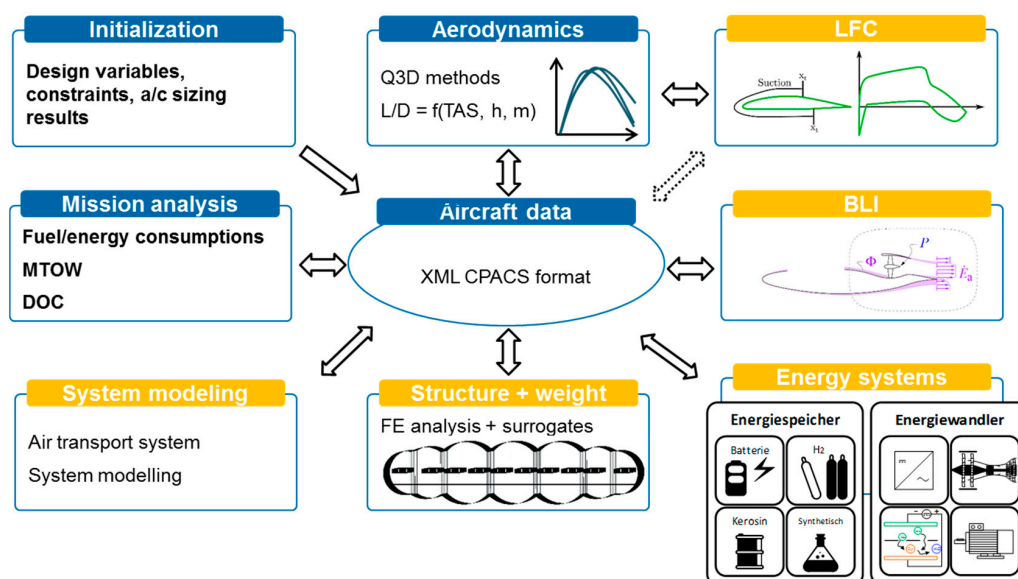 Initialization
Design variables,
constraints, a/c sizing
results
Aerodynamics
Q3D methods
L/D = f(TAS, h, m)
LFC
Suction
Mission analysis
Fuel/energy consumptions
MTOW
DOC
Aircraft data
XML CPACS format
BLI
P
Φ
System modeling
Air transport system
System modelling
Structure + weight
FE analysis + surrogates
Energy systems
Energiespeicher
Batterie
H2
Kerosin
Synthetisch
Energiewandler